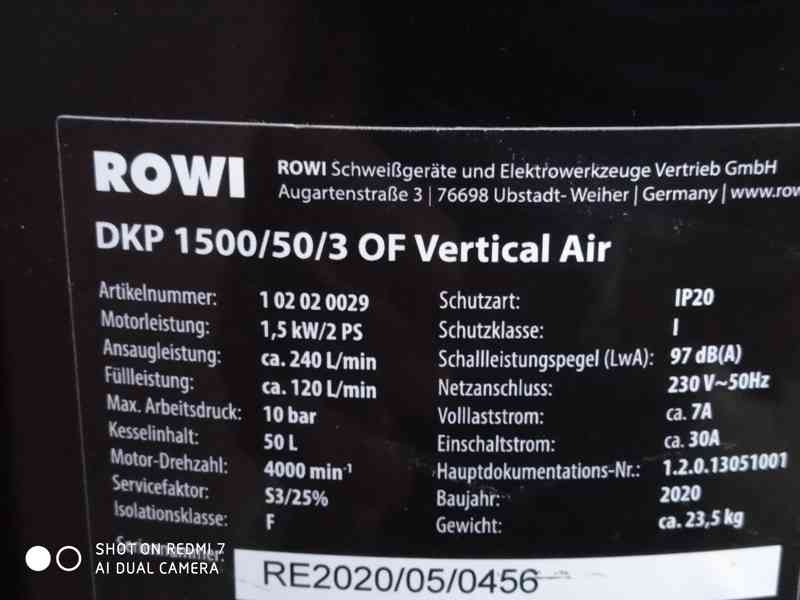 ROWI
ROWI Schweißgeräte und Elektrowerkzeuge Vertrieb GmbH
Augartenstraße 3 | 76698 Ubstadt-Weiher | Germany |
DKP 1500/50/3 OF Vertical Air
Artikelnummer: 1 02 02 0029
Motorleistung: 1,5 kW/2 PS
Ansaugleistung: ca. 240 L/min
Füllleistung: ca. 120 L/min
Max. Arbeitsdruck: 10 bar
Kesselinhalt: 50 L
Motor-Drehzahl: 4000 min⁻¹
Servicefaktor: S3/25%
Isolationsklasse: F
Schutzart: IP20
Schutzklasse: I
Schallleistungspegel (LwA): 97 dB(A)
Netzanschluss: 230 V~50Hz
Volllaststrom: ca. 7A
Einschaltstrom: ca. 30A
Hauptdokumentations-Nr.: 1.2.0.13051001
Baujahr: 2020
Gewicht: ca. 23,5 kg
RE2020/05/0456
SHOT ON REDMI 7
AI DUAL CAMERA